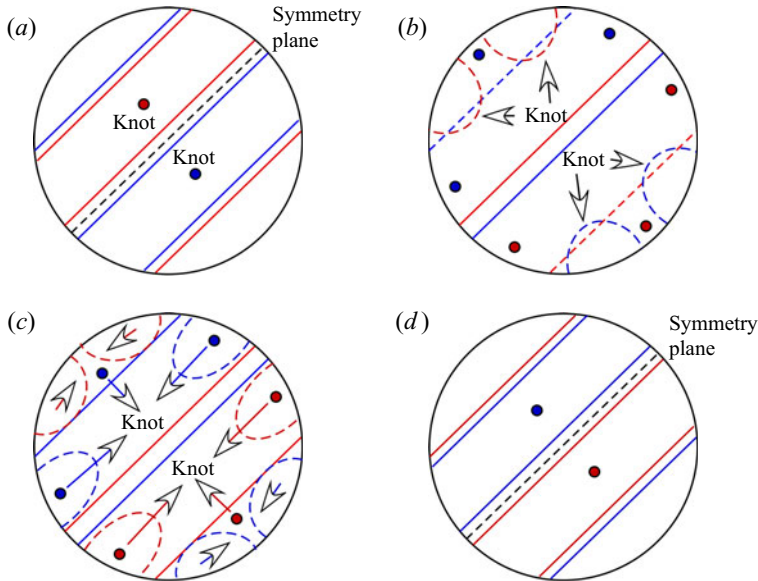 (a)
Symmetry
plane
Knot
Knot
(b)
Knot
Knot
(c)
Knot
Knot
(d)
Symmetry
plane